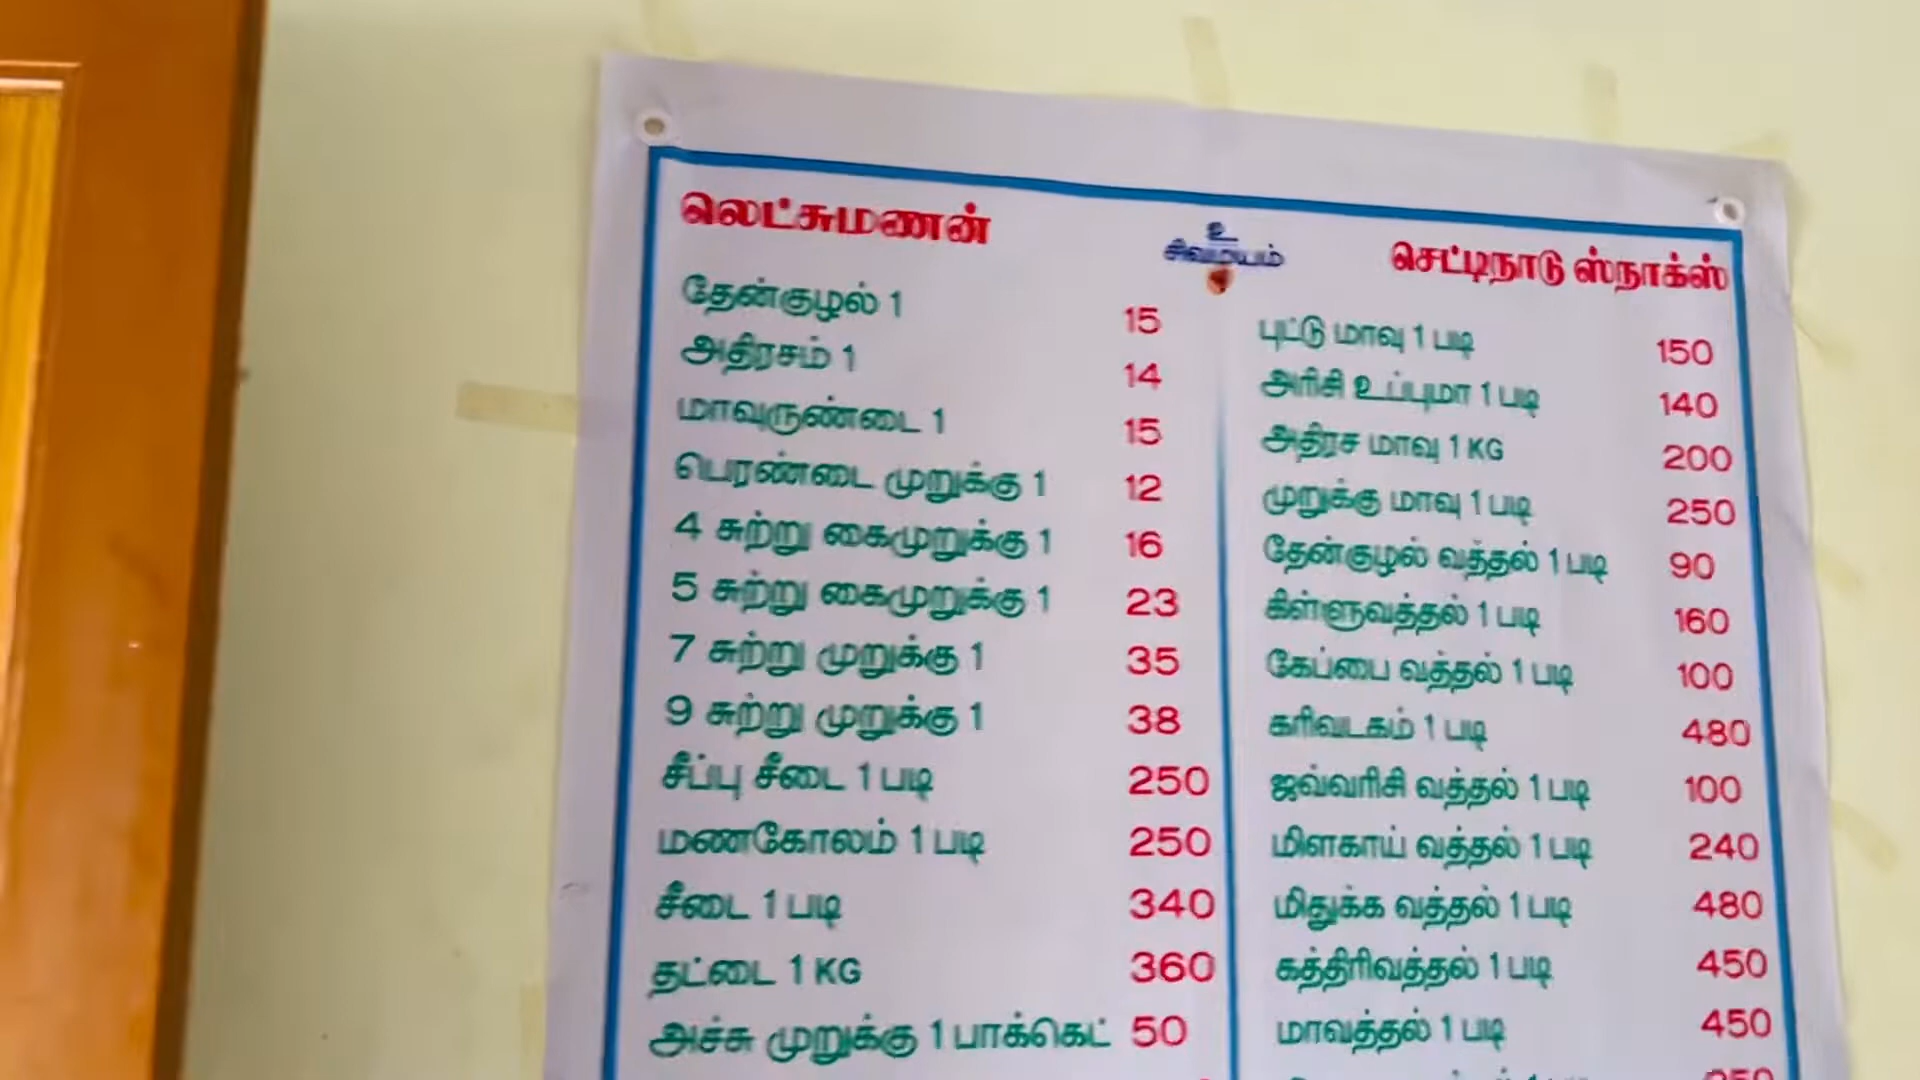 லெட்சுமணன்
உ
சிவமயம்
செட்டிநாடு ஸ்நாக்ஸ்
தேன்குழல் 1 15
அதிரசம் 1 14
மாவுருண்டை 1 15
பெரண்டை முறுக்கு 1 12
4 சுற்று கைமுறுக்கு 1 16
5 சுற்று கைமுறுக்கு 1 23
7 சுற்று முறுக்கு 1 35
9 சுற்று முறுக்கு 1 38
சீப்பு சீடை 1 படி 250
மணகோலம் 1 படி 250
சீடை 1 படி 340
தட்டை 1 KG 360
அச்சு முறுக்கு 1 பாக்கெட் 50
புட்டு மாவு 1 படி 150
அரிசி உப்புமா 1 படி 140
அதிரச மாவு 1 KG 200
முறுக்கு மாவு 1 படி 250
தேன்குழல் வத்தல் 1 படி 90
கிள்ளுவத்தல் 1 படி 160
கேப்பை வத்தல் 1 படி 100
கரிவடகம் 1 படி 480
ஜவ்வரிசி வத்தல் 1 படி 100
மிளகாய் வத்தல் 1 படி 240
மிதுக்க வத்தல் 1 படி 480
கத்திரிவத்தல் 1 படி 450
மாவத்தல் 1 படி 450